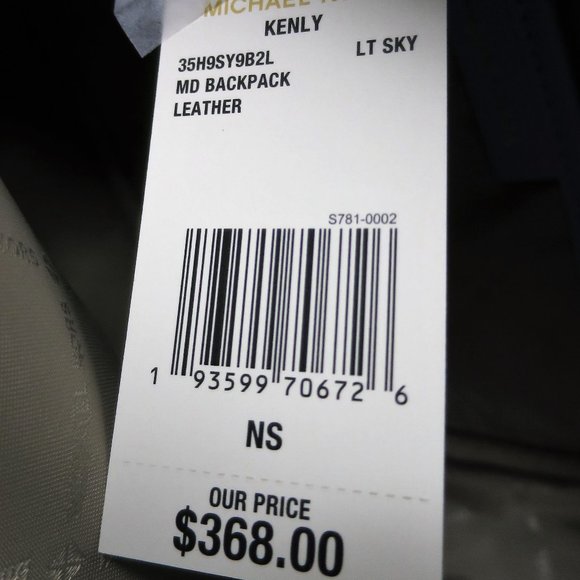 MICHAEL
KENLY
35H9SY9B2L LT SKY
MD BACKPACK
LEATHER
S781-0002
1 93599 70672 6
NS
OUR PRICE
$368.00